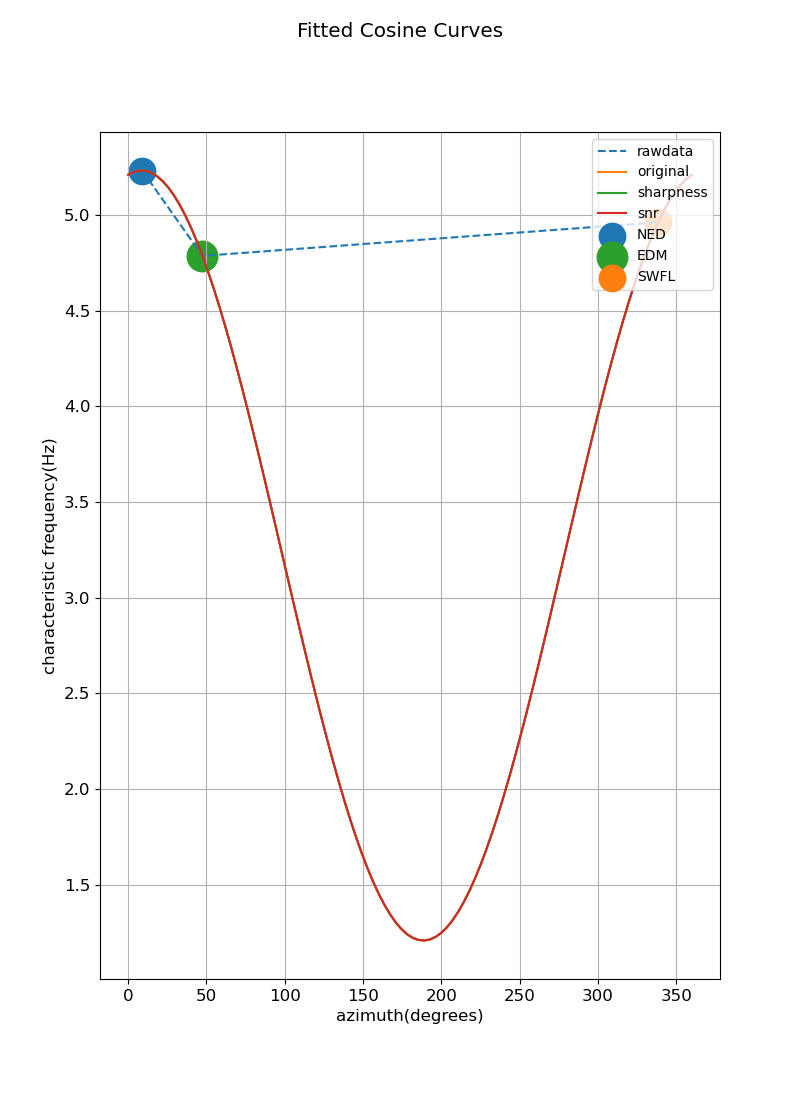 Fitted Cosine Curves
rawdata
original
sharpness
snr
NED
EDM
SWFL
5.0
4.5
4.0
3.5
3.0
2.5
2.0
1.5
characteristic frequency(Hz)
0 50 100 150 200 250 300 350
azimuth(degrees)